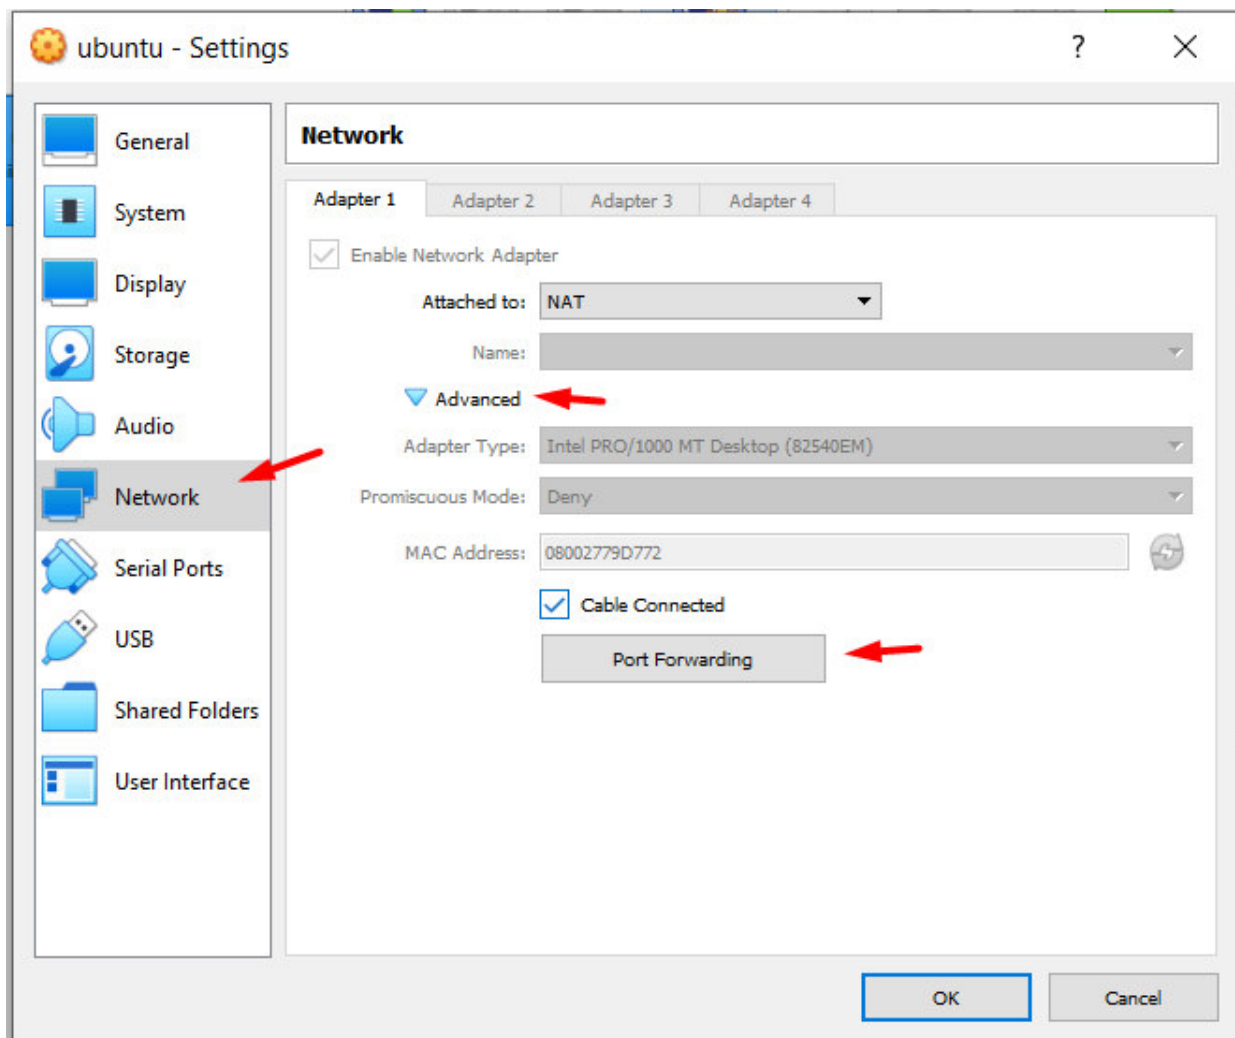 ubuntu - Settings
?
General
System
Display
Storage
Audio
Network
Serial Ports
USB
Shared Folders
User Interface
Network
Adapter 1 Adapter 2 Adapter 3 Adapter 4
Enable Network Adapter
Attached to: NAT
Name:
Advanced
Adapter Type: Intel PRO/1000 MT Desktop (82540EM)
Promiscuous Mode: Deny
MAC Address: 08002779D772
Cable Connected
Port Forwarding
OK Cancel